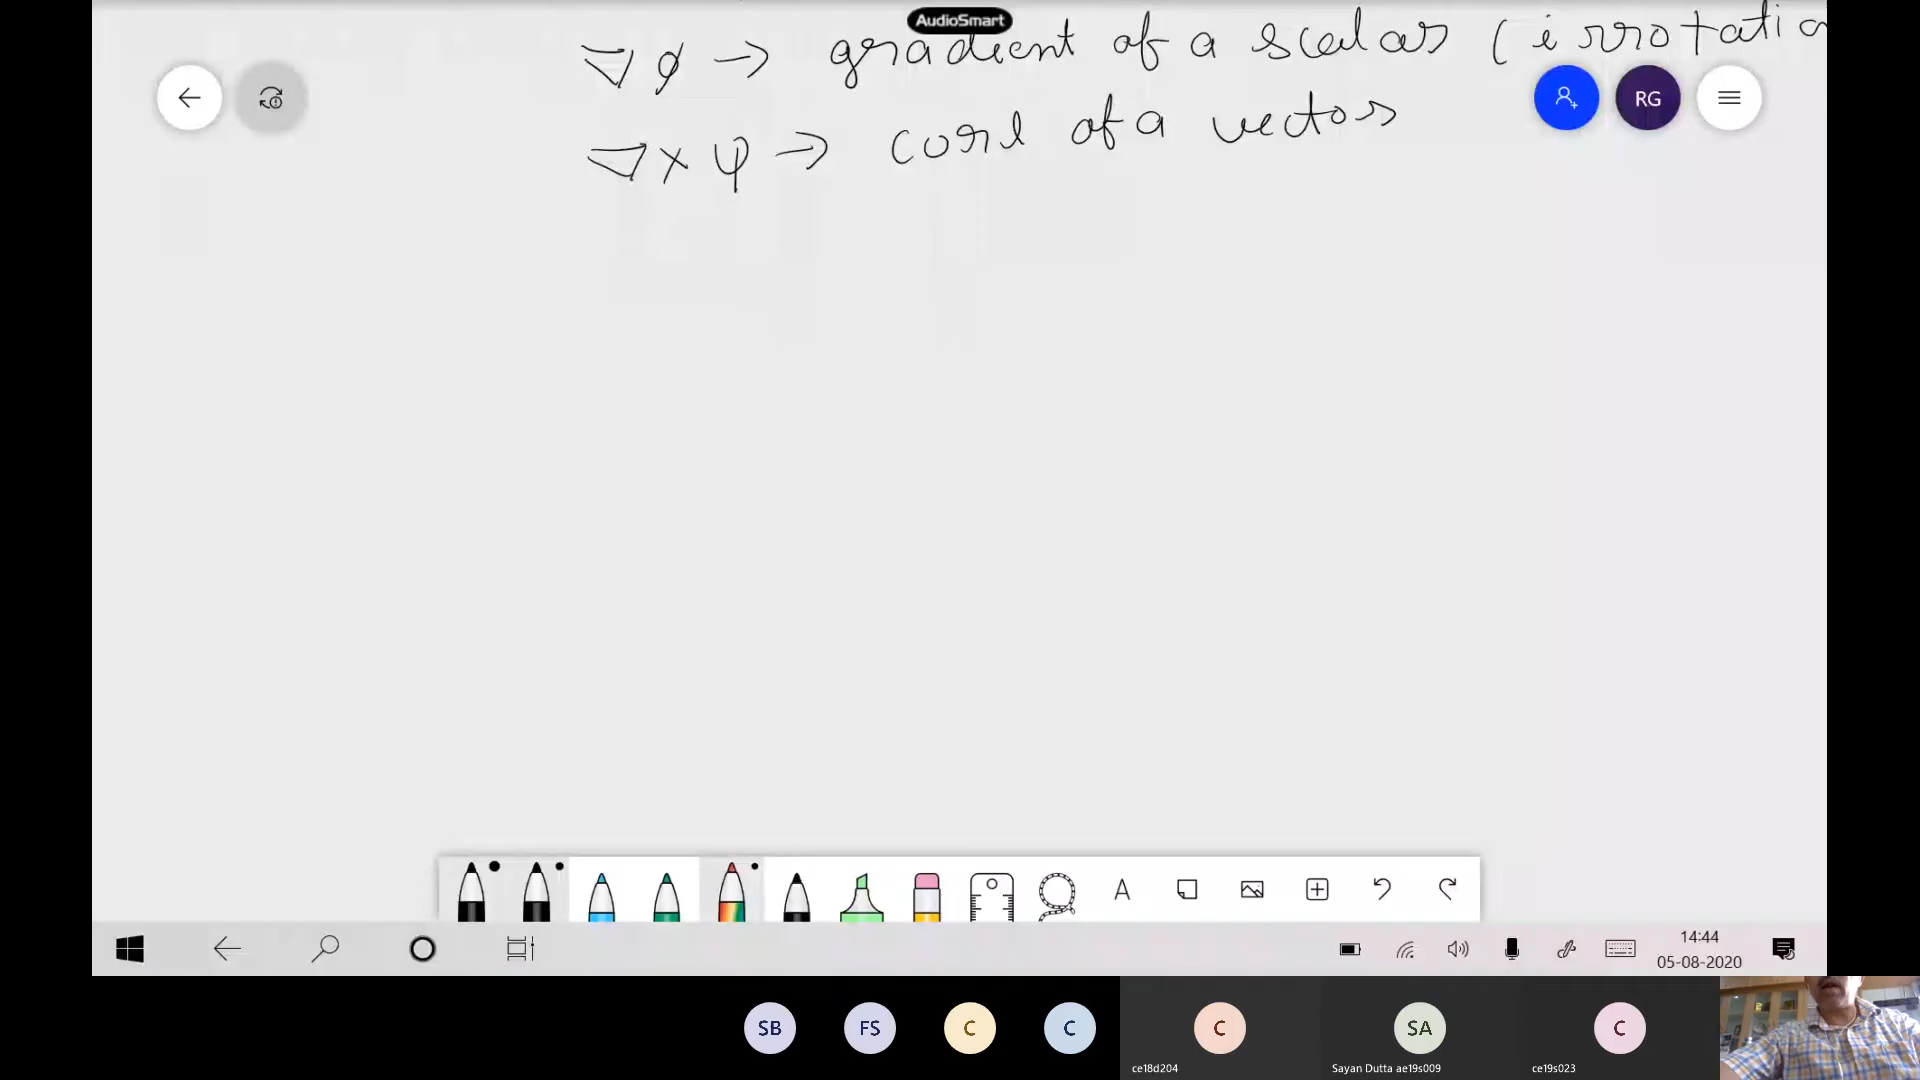 AudioSmart
∇φ → gradient of a scalar (irrotatio
∇×ψ → corl of a vector
RG
A
14:44
05-08-2020
SB
FS
C
C
C
SA
C
ce18d204
Sayan Dutta ae19s009
ce19s023